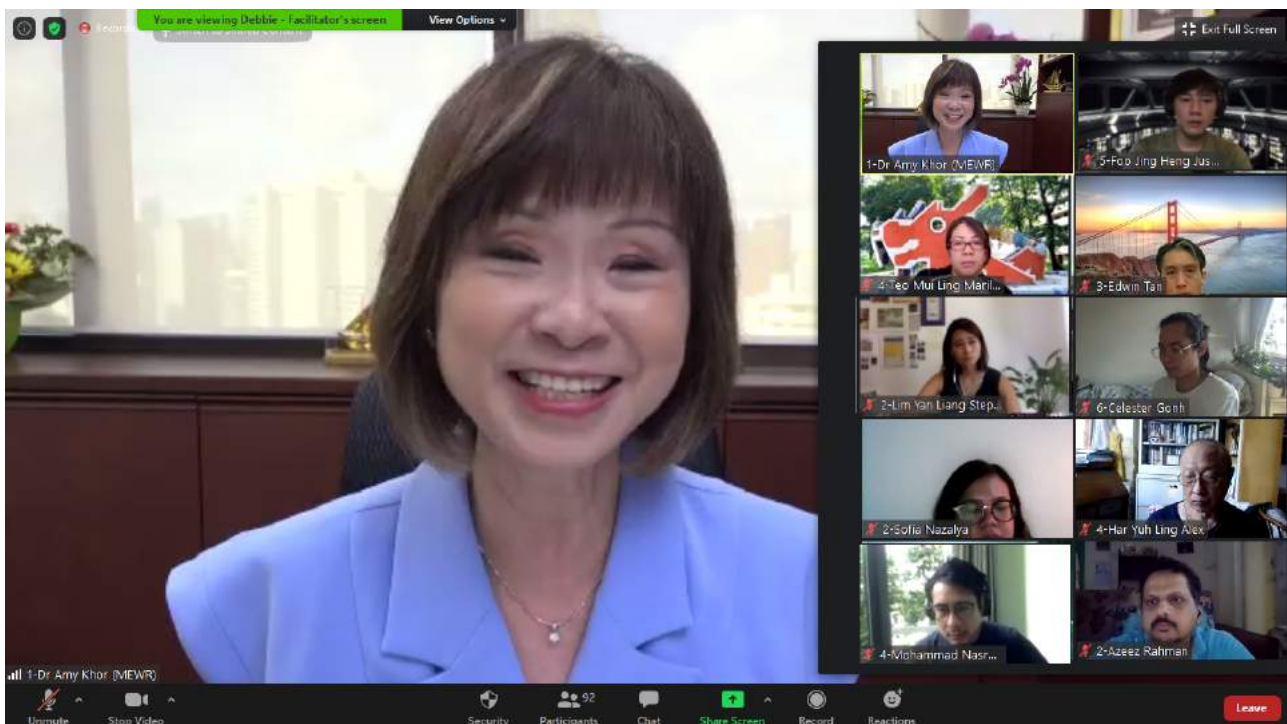 You are viewing Debbie - Facilitator's screen
View Options
Exit Full Screen
1-Dr Amy Khor (MEWR)
5-Foo Jing Heng Jus...
4-Teo Mui Ling Maril...
3-Edwin Tan
2-Lim Yan Liang Step...
6-Celester Gonh
2-Sofia Nazalya
4-Har Yuh Ling Alex
4-Mohammad Nasr...
2-Azeez Rahman
1-Dr Amy Khor (MEWR)
92
Unmute
Stop Video
Security
Participants
Chat
Share Screen
Record
Reactions
Leave